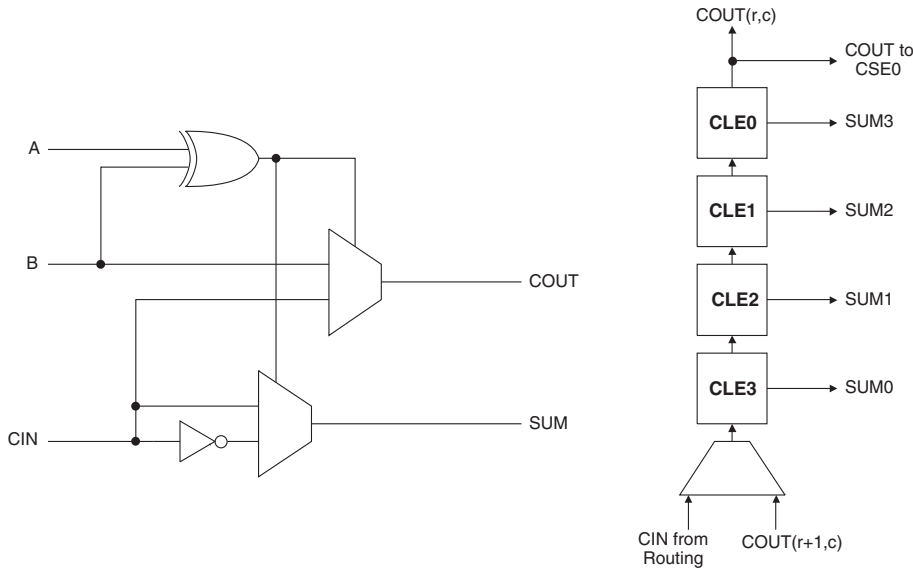 A
B
CIN
COUT
SUM
COUT(r,c)
COUT to
CSE0
CLE0
SUM3
CLE1
SUM2
CLE2
SUM1
CLE3
SUM0
CIN from
Routing
COUT(r+1,c)